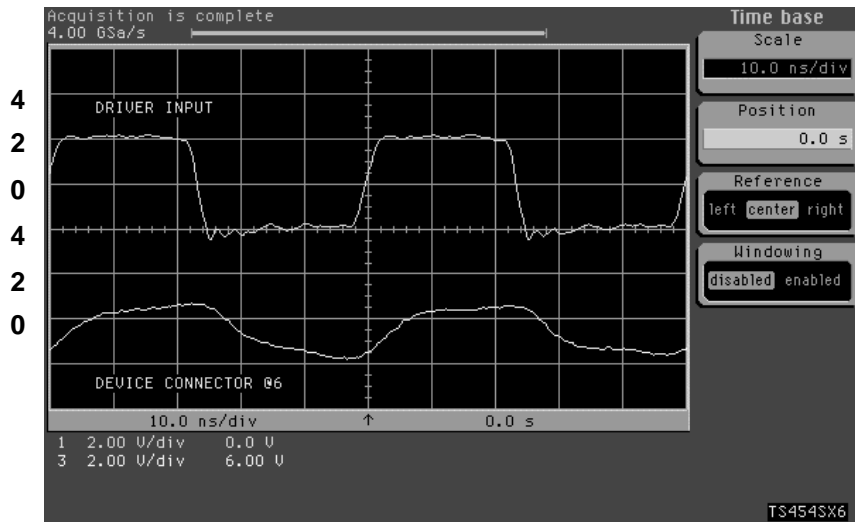 Acquisition is complete
4.00 GSa/s
Time base
Scale
10.0 ns/div
Position
0.0 s
Reference
left center right
Windowing
disabled enabled
4
2
0
4
2
0
DRIVER INPUT
DEVICE CONNECTOR @6
10.0 ns/div ↑ 0.0 s
1 2.00 V/div 0.0 V
3 2.00 V/div 6.00 V
TS454SX6